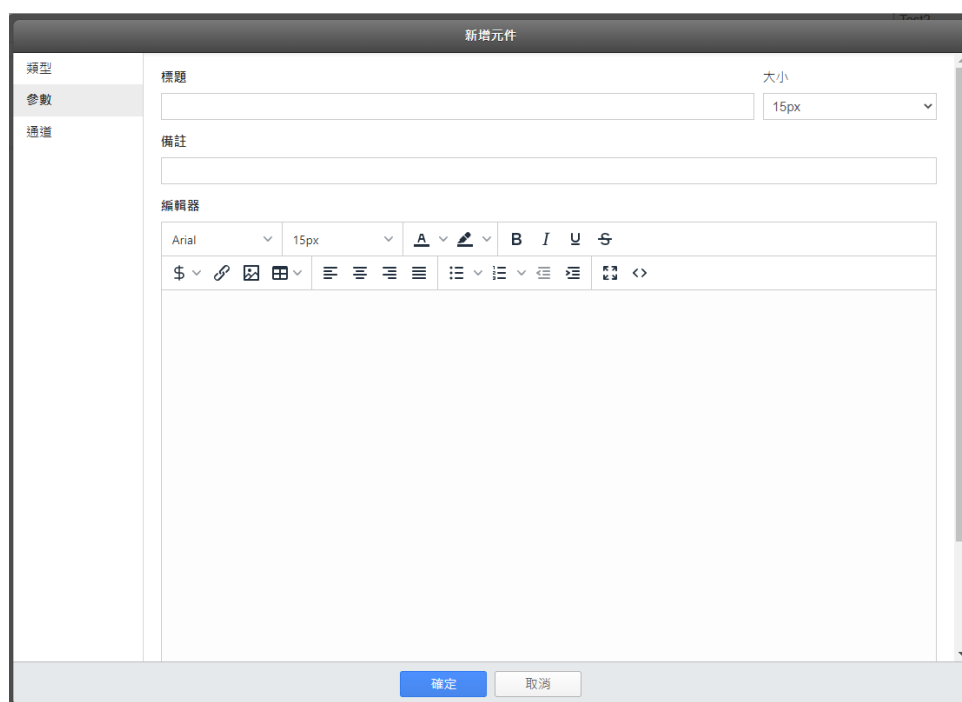 Test2
新增元件
類型
參數
通道
標題
大小
15px
備註
編輯器
Arial
15px
A
B I U S
$
確定
取消